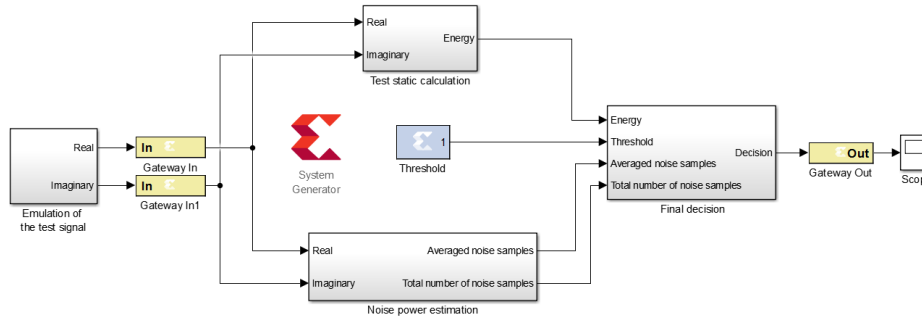 Real
Imaginary
Energy
Test static calculation
Real
Imaginary
Emulation of
the test signal
In
Gateway In
In
Gateway In1
System
Generator
1
Threshold
Energy
Threshold
Averaged noise samples
Total number of noise samples
Decision
Final decision
Out
Gateway Out
Scop
Real
Imaginary
Averaged noise samples
Total number of noise samples
Noise power estimation